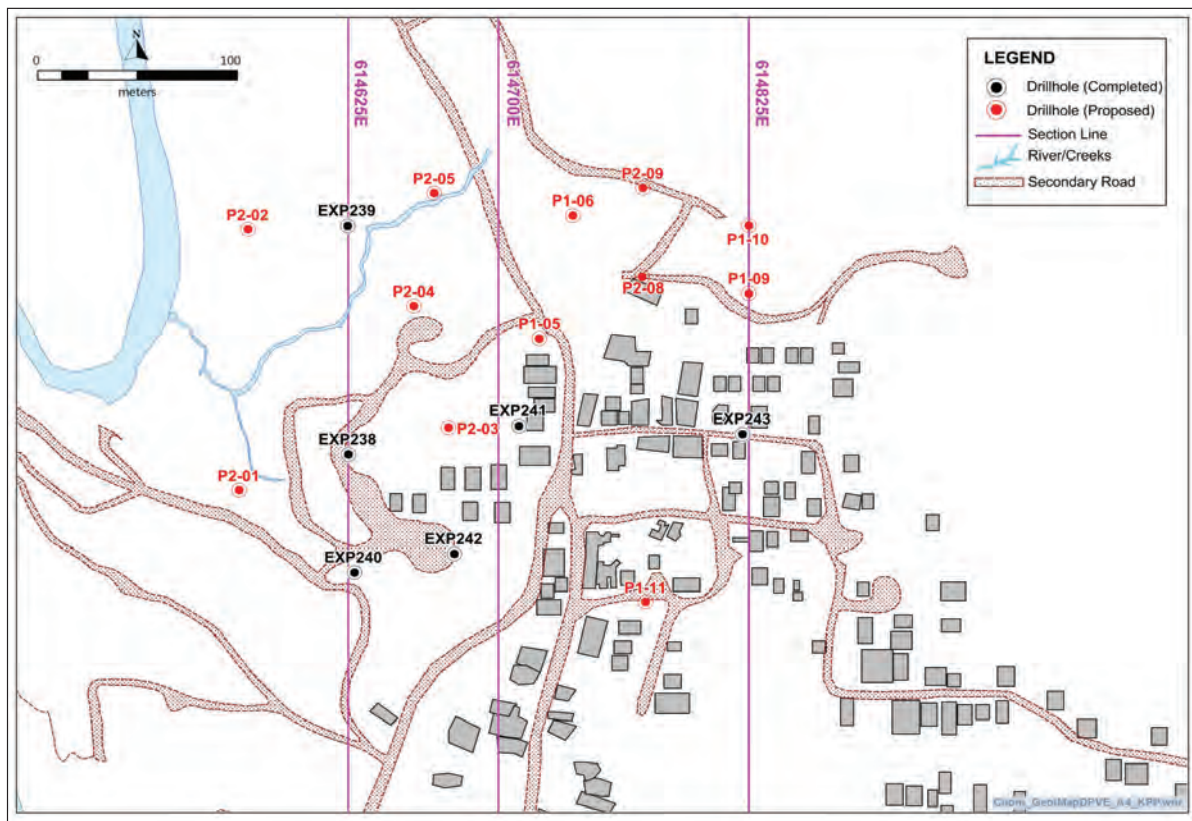 N
0 100
meters
614625E
614700E
614825E
LEGEND
Drillhole (Completed)
Drillhole (Proposed)
Section Line
River/Creeks
Secondary Road
P2-09
P2-05
P1-06
P2-02
EXP239
P1-10
P2-08
P1-09
P2-04
P1-05
EXP241
EXP243
P2-03
EXP238
P2-01
EXP242
EXP240
P1-11